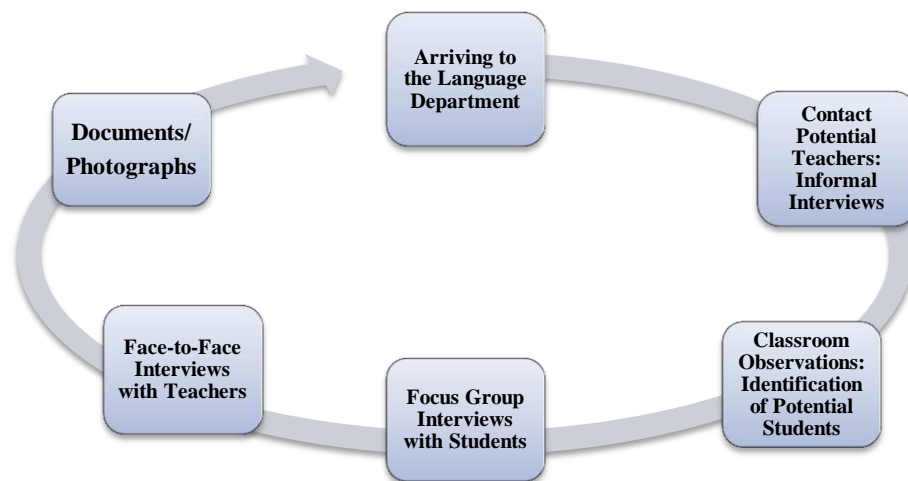 Arriving to
the Language
Department
Contact
Potential
Teachers:
Informal
Interviews
Classroom
Observations:
Identification
of Potential
Students
Focus Group
Interviews
with Students
Face-to-Face
Interviews
with Teachers
Documents/
Photographs